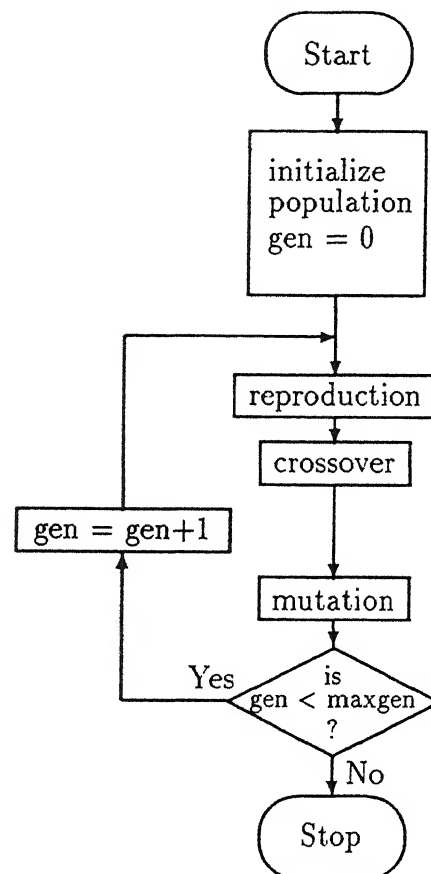 Start
initialize
population
gen = 0
reproduction
crossover
gen = gen+1
mutation
is
gen < maxgen
?
Yes
No
Stop